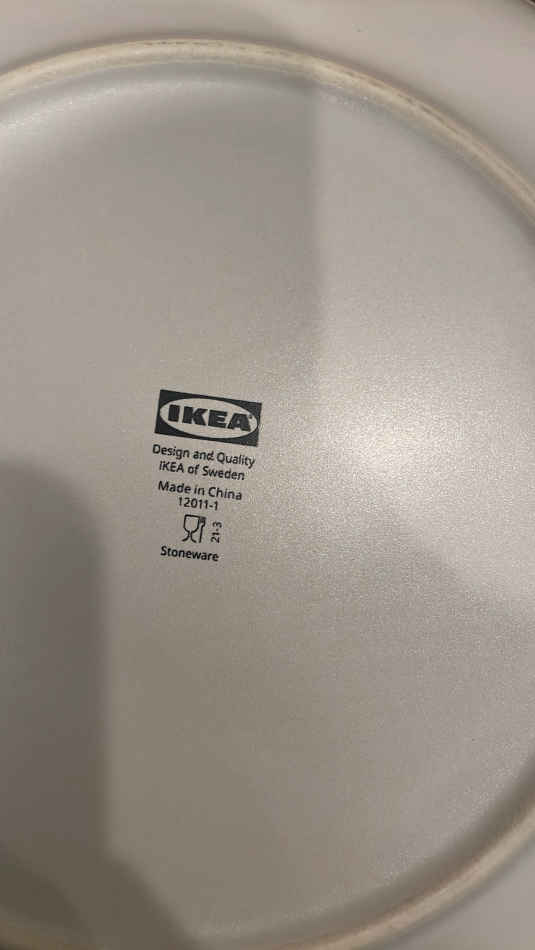 IKEA
Design and Quality
IKEA of Sweden
Made in China
12011-1
21-3
Stoneware